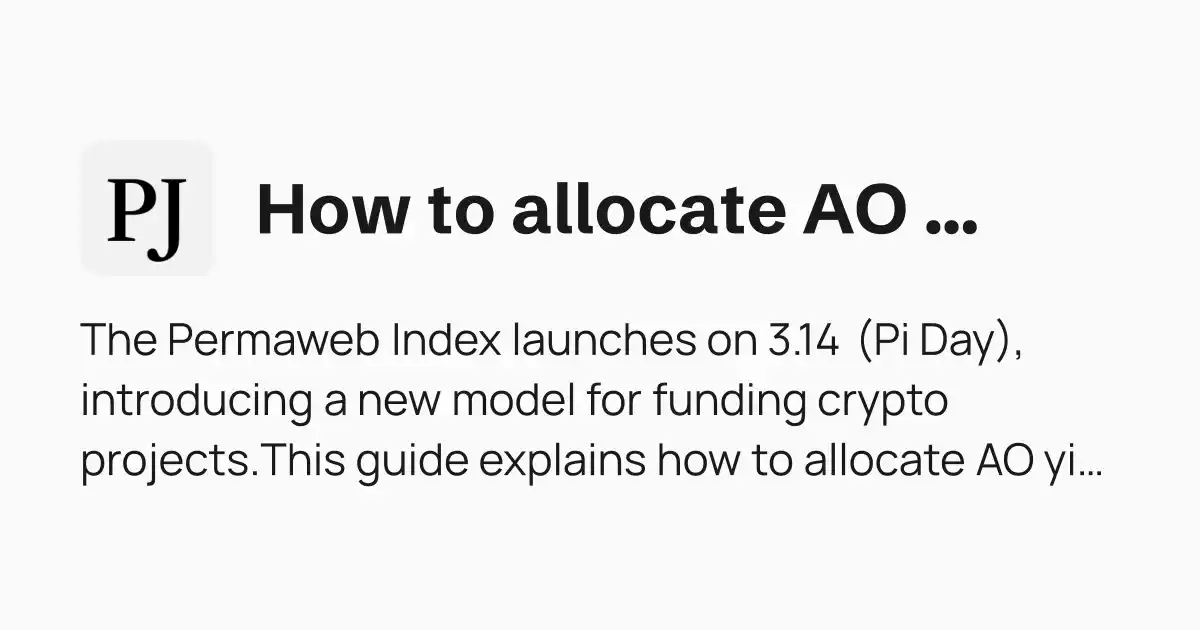 PJ
How to allocate AO ...
The Permaweb Index launches on 3.14 (Pi Day),
introducing a new model for funding crypto
projects.This guide explains how to allocate AO yi...